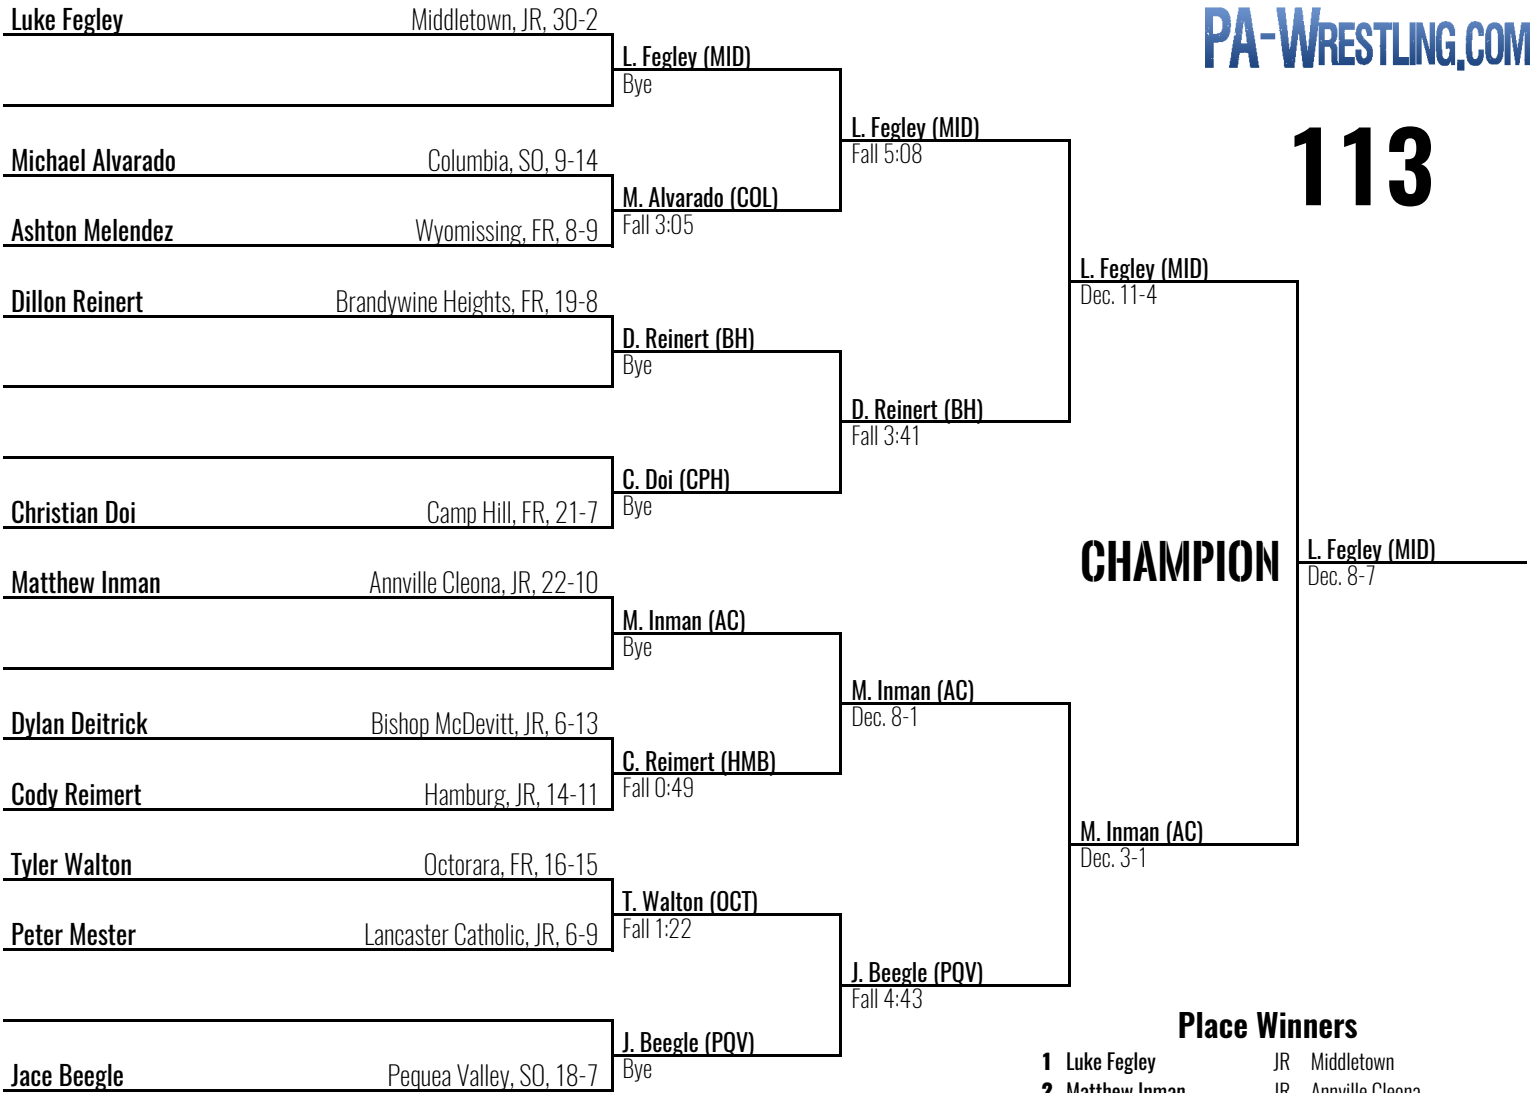 Luke Fegley Middletown, JR, 30-2
PA-WRESTLING.COM
L. Fegley (MID)
Bye
113
L. Fegley (MID)
Fall 5:08
Michael Alvarado Columbia, SO, 9-14
M. Alvarado (COL)
Fall 3:05
Ashton Melendez Wyomissing, FR, 8-9
L. Fegley (MID)
Dec. 11-4
Dillon Reinert Brandywine Heights, FR, 19-8
D. Reinert (BH)
Bye
D. Reinert (BH)
Fall 3:41
C. Doi (CPH)
Bye
Christian Doi Camp Hill, FR, 21-7
CHAMPION
L. Fegley (MID)
Dec. 8-7
Matthew Inman Annville Cleona, JR, 22-10
M. Inman (AC)
Bye
M. Inman (AC)
Dec. 8-1
Dylan Deitrick Bishop McDevitt, JR, 6-13
C. Reimert (HMB)
Fall 0:49
Cody Reimert Hamburg, JR, 14-11
M. Inman (AC)
Dec. 3-1
Tyler Walton Octorara, FR, 16-15
T. Walton (OCT)
Fall 1:22
Peter Mester Lancaster Catholic, JR, 6-9
J. Beegle (PQV)
Fall 4:43
J. Beegle (PQV)
Bye
Jace Beegle Pequea Valley, SO, 18-7
Place Winners
1 Luke Fegley JR Middletown
2 Matthew Inman JR Annville Cleona